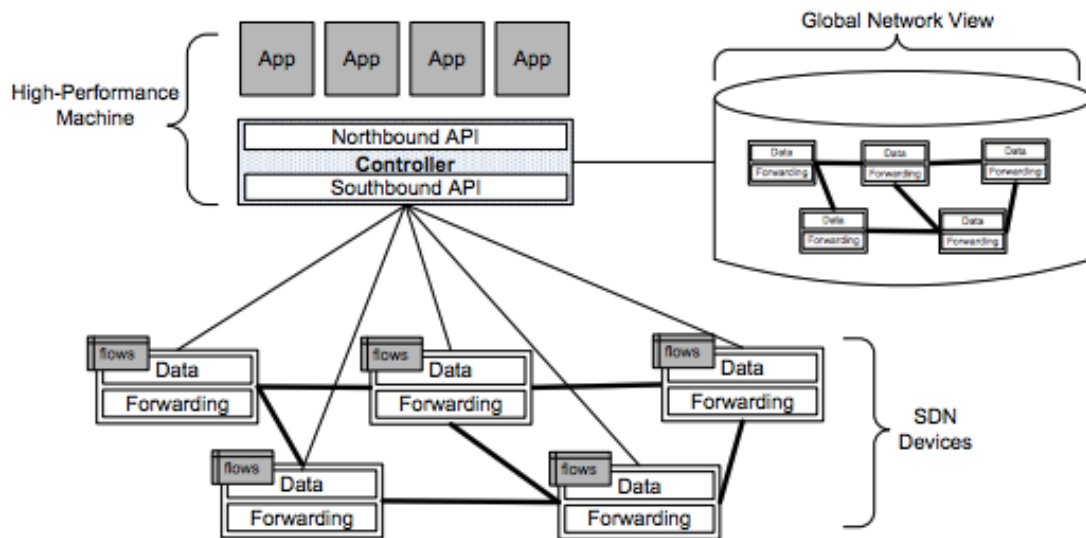 Global Network View
App App App App
High-Performance
Machine
Northbound API
Controller
Southbound API
Data Data Data
Forwarding Forwarding Forwarding
Data Data
Forwarding Forwarding
flows flows flows
Data Data Data
Forwarding Forwarding Forwarding
SDN
Devices
flows flows
Data Data
Forwarding Forwarding